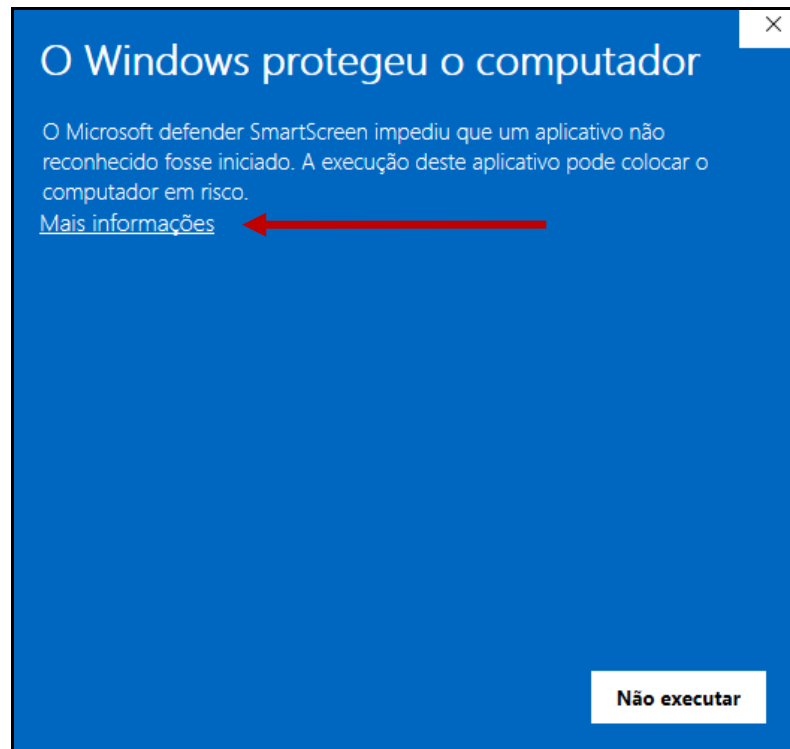 O Windows protegeu o computador
O Microsoft defender SmartScreen impediu que um aplicativo não
reconhecido fosse iniciado. A execução deste aplicativo pode colocar o
computador em risco.
Mais informações
Não executar